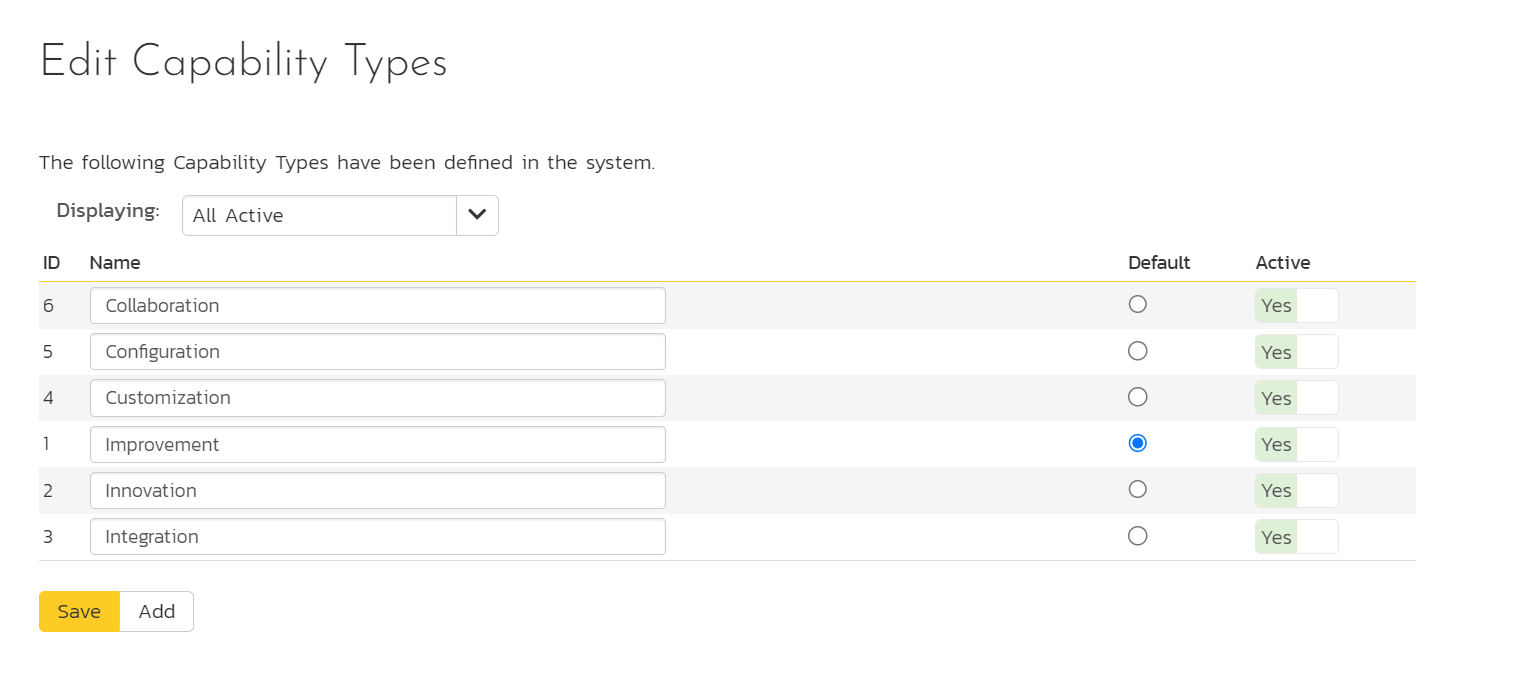 Edit Capability Types
The following Capability Types have been defined in the system.
Displaying: All Active
ID Name Default Active
6 Collaboration Yes
5 Configuration Yes
4 Customization Yes
1 Improvement Yes
2 Innovation Yes
3 Integration Yes
Save Add